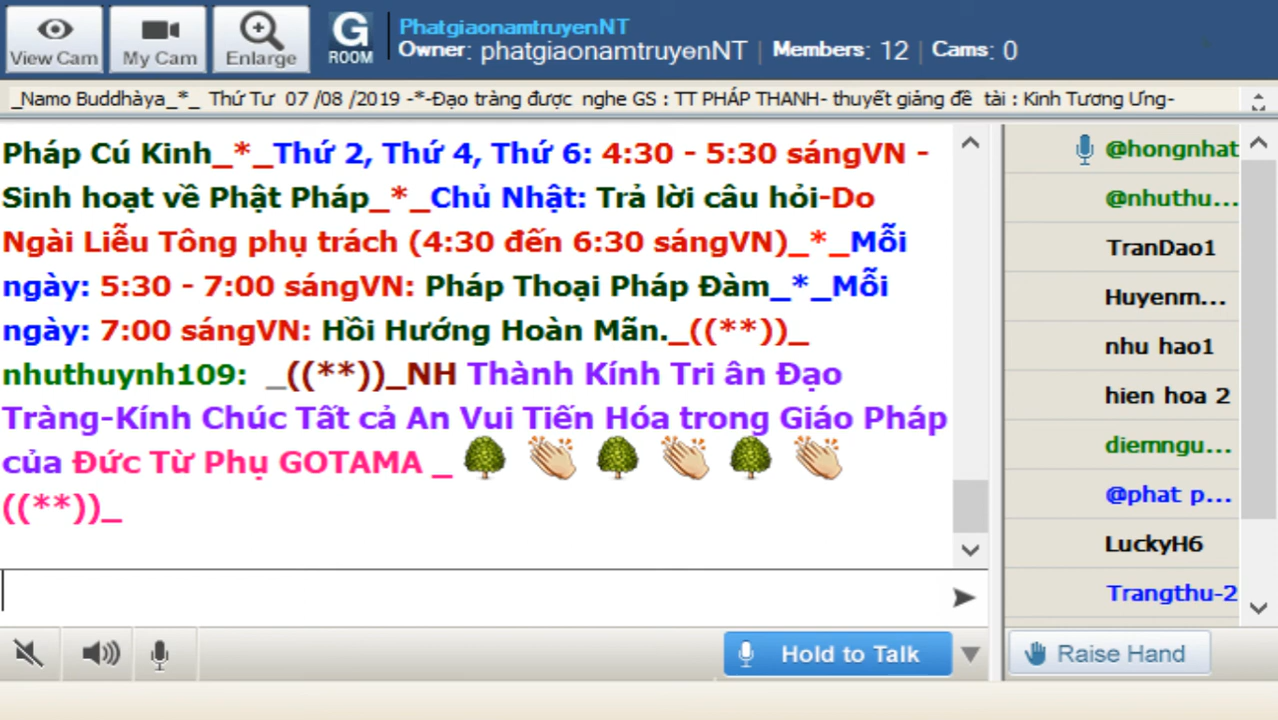 View Cam
My Cam
Enlarge
G
ROOM
PhatgiaonamtruyenNT
Owner: phatgiaonamtruyenNT | Members: 12 | Cams: 0
_Namo Buddhàya_*_ Thứ Tư 07 /08 /2019 -*-Đạo tràng được nghe GS : TT PHÁP THANH- thuyết giảng đề tài : Kinh Tương Ưng-
Pháp Cú Kinh_*_Thứ 2, Thứ 4, Thứ 6: 4:30 - 5:30 sángVN -
Sinh hoạt về Phật Pháp_*_Chủ Nhật: Trả lời câu hỏi-Do
Ngài Liễu Tông phụ trách (4:30 đến 6:30 sángVN)_*_Mỗi
ngày: 5:30 - 7:00 sángVN: Pháp Thoại Pháp Đàm_*_Mỗi
ngày: 7:00 sángVN: Hồi Hướng Hoàn Mãn._((**))_
nhuthuynh109: _((**))_NH Thành Kính Tri ân Đạo
Tràng-Kính Chúc Tất cả An Vui Tiến Hóa trong Giáo Pháp
của Đức Từ Phụ GOTAMA _
((**))_
@hongnhat
@nhuthu...
TranDao1
Huyenm...
nhu hao1
hien hoa 2
diemngu...
@phat p...
LuckyH6
Trangthu-2
Hold to Talk
Raise Hand